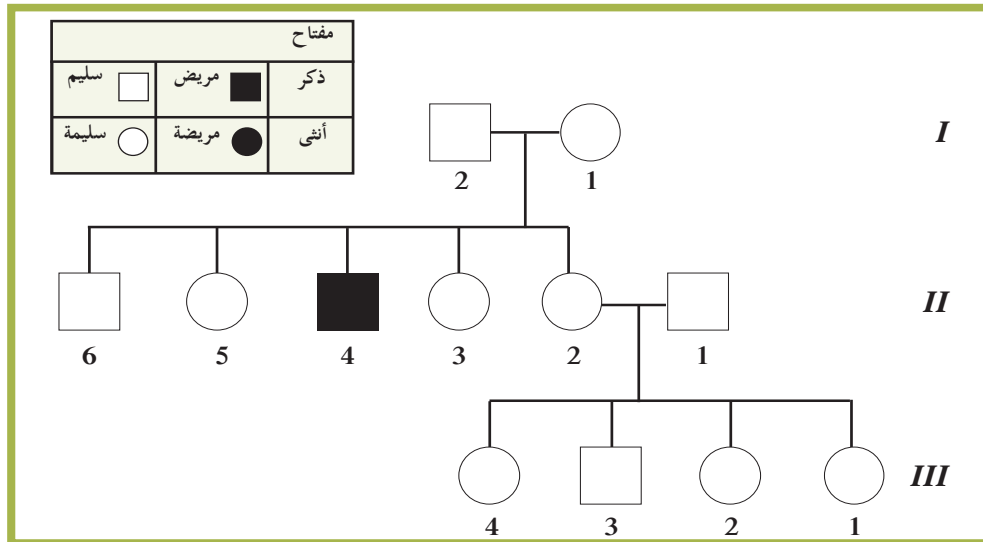 مفتاح
ذكر مريض سليم
أنثى مريضة سليمة
I
2 1
II
6 5 4 3 2 1
III
4 3 2 1